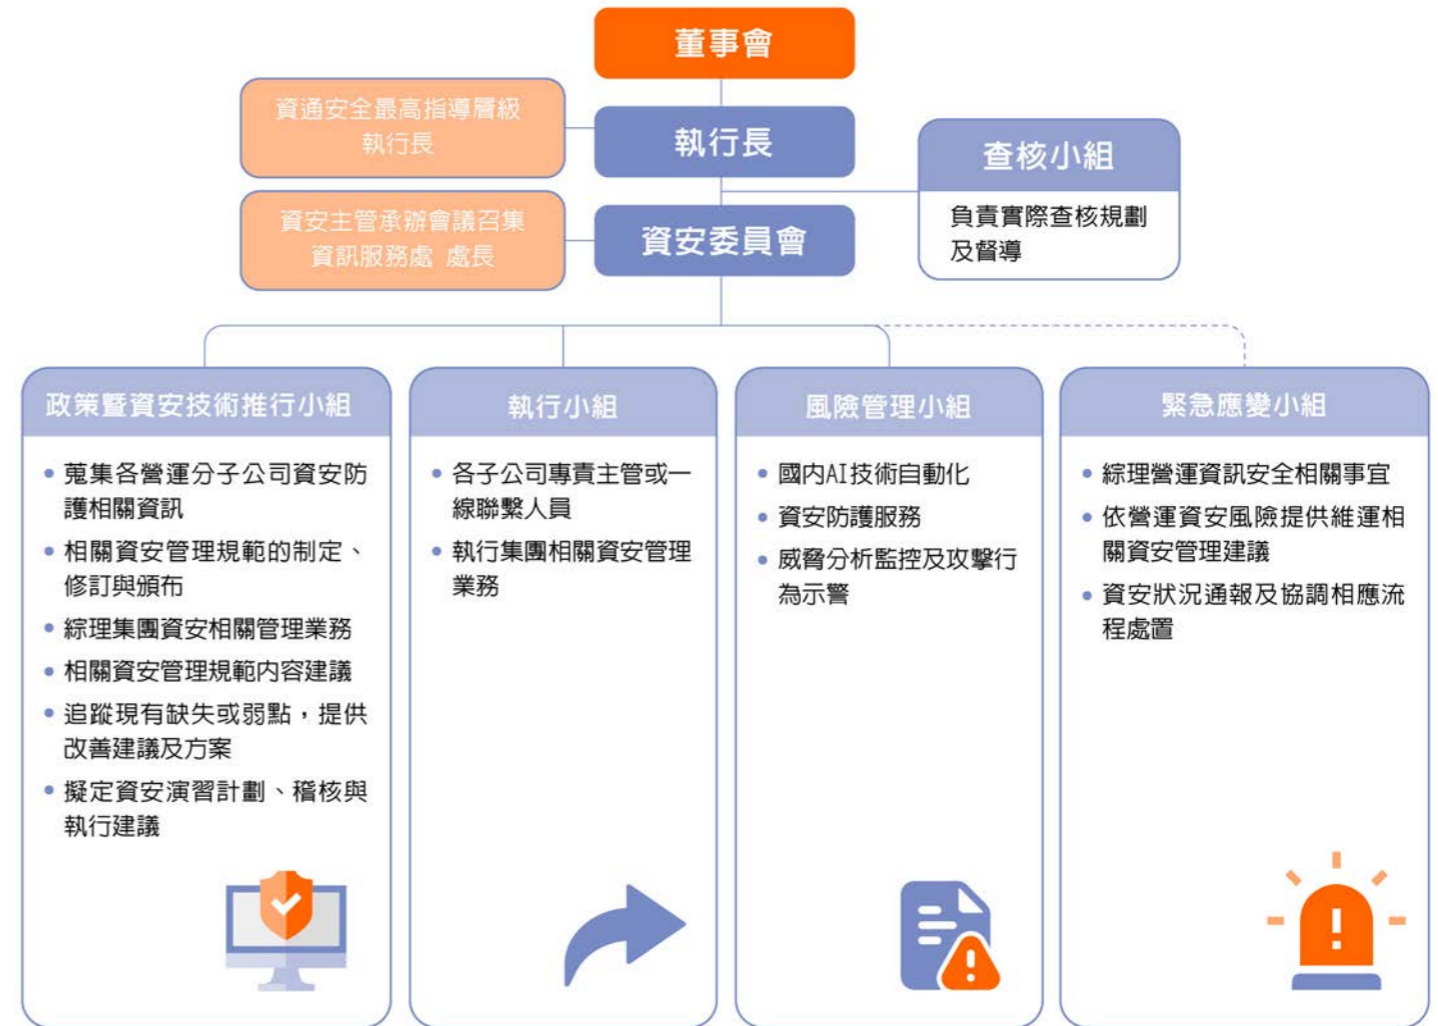 董事會
資通安全最高指導層級
執行長
執行長
查核小組
負責實際查核規劃
及督導
資安主管承辦會議召集
資訊服務處 處長
資安委員會
政策暨資安技術推行小組
• 蒐集各營運分子公司資安防
護相關資訊
• 相關資安管理規範的制定、
修訂與頒布
• 綜理集團資安相關管理業務
• 相關資安管理規範內容建議
• 追蹤現有缺失或弱點，提供
改善建議及方案
• 擬定資安演習計劃、稽核與
執行建議
執行小組
• 各子公司專責主管或一
線聯繫人員
• 執行集團相關資安管理
業務
風險管理小組
• 國內AI技術自動化
• 資安防護服務
• 威脅分析監控及攻擊行
為示警
緊急應變小組
• 綜理營運資訊安全相關事宜
• 依營運資安風險提供維運相
關資安管理建議
• 資安狀況通報及協調相應流
程處置